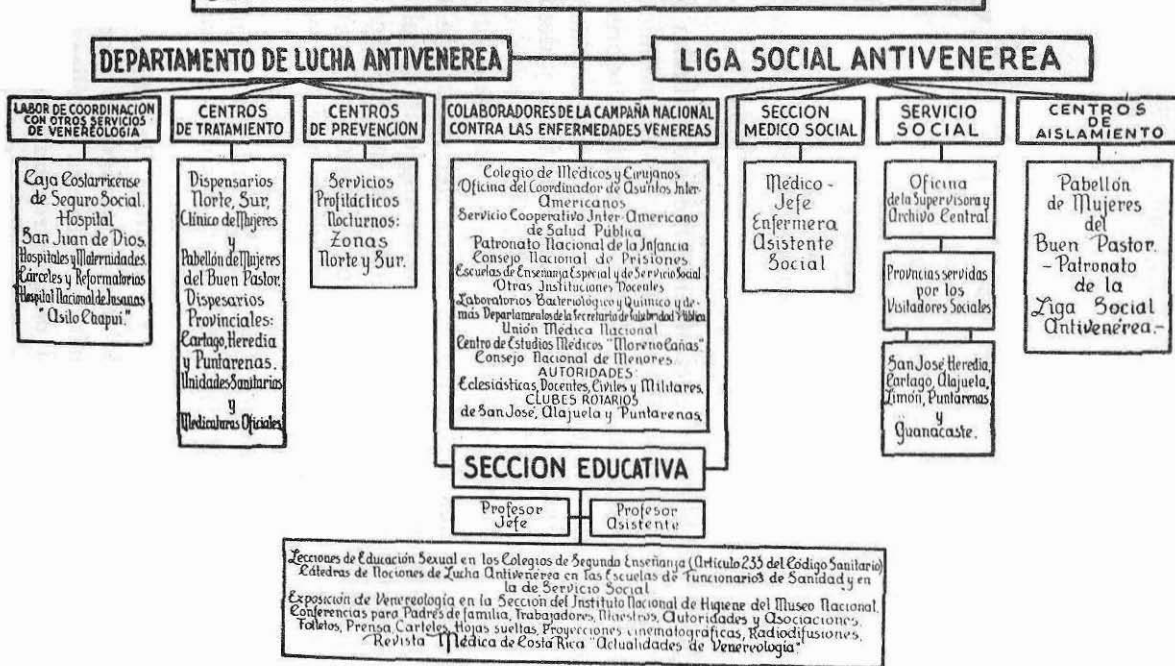 DEPARTAMENTO DE LUCHA ANTIVENEREA
LIGA SOCIAL ANTIVENEREA
LABOR DE COORDINACIÓN
CON OTROS SERVICIOS
DE VENEREOLOGÍA
Caja Costarricense
de Seguro Social.
Hospital
San Juan de Dios.
Hospitales y Maternidades.
Cárceles y Reformatorios
Hospital Nacional de Insanos
"Asilo Chapuí."
CENTROS
DE TRATAMIENTO
Dispensarios
Norte, Sur,
Clínico de Mujeres
y
Pabellón de Mujeres
del Buen Pastor.
Dispesarios
Provinciales:
Cartago, Heredia
y Puntarenas.
Unidades Sanitarias
y
Medicaturas Oficiales
CENTROS
DE PREVENCIÓN
Servicios
Profilácticos
Nocturnos:
Zonas
Norte y Sur.
COLABORADORES DE LA CAMPAÑA NACIONAL
CONTRA LAS ENFERMEDADES VENEREAS
Colegio de Médicos y Cirujanos
Oficina del Coordinador de Asuntos Inter-
Americanos
Servicio Cooperativo Inter-Americano
de Salud Pública
Patronato Nacional de la Infancia
Consejo Nacional de Prisiones
Escuelas de Enseñanza Especial y de Servicio Social
Otras Instituciones Docentes
Laboratorios Bacteriológico y Químico y de-
más Departamentos de la Secretaría de Salubridad Pública
Unión Médica Nacional
Centro de Estudios Médicos "Moreno Cañas"
Consejo Nacional de Menores
AUTORIDADES:
Eclesiásticas, Docentes, Civiles y Militares.
CLUBES ROTARIOS
de San José, Alajuela y Puntarenas.
SECCION
MEDICO SOCIAL
Médico -
Jefe
Enfermera
Asistente
Social
SERVICIO
SOCIAL
Oficina
de la Supervisora y
Archivo Central
Provincias servidas
por los
Visitadores Sociales
San José, Heredia,
Cartago, Alajuela,
Limón, Puntarenas
y
Guanacaste.
CENTROS
DE
AISLAMIENTO
Pabellón
de Mujeres
del
Buen Pastor.
- Patronato
de la
Liga Social
Antivenérea.-
SECCION EDUCATIVA
Profesor
Jefe
Profesor
Asistente
Lecciones de Educación Sexual en los Colegios de Segunda Enseñanza (Artículo 233 del Código Sanitario)
Cátedras de Nociones de Lucha Antivenérea en las Escuelas de Funcionarios de Sanidad y en
la de Servicio Social
Exposición de Venereología en la Sección del Instituto Nacional de Higiene del Museo Nacional.
Conferencias para Padres de familia, Trabajadores, Maestros, Autoridades y Asociaciones.
Folletos, Prensa, Carteles, Hojas sueltas, Proyecciones cinematográficas, Radiodifusiones,
Revista Médica de Costa Rica "Actualidades de Venereología"